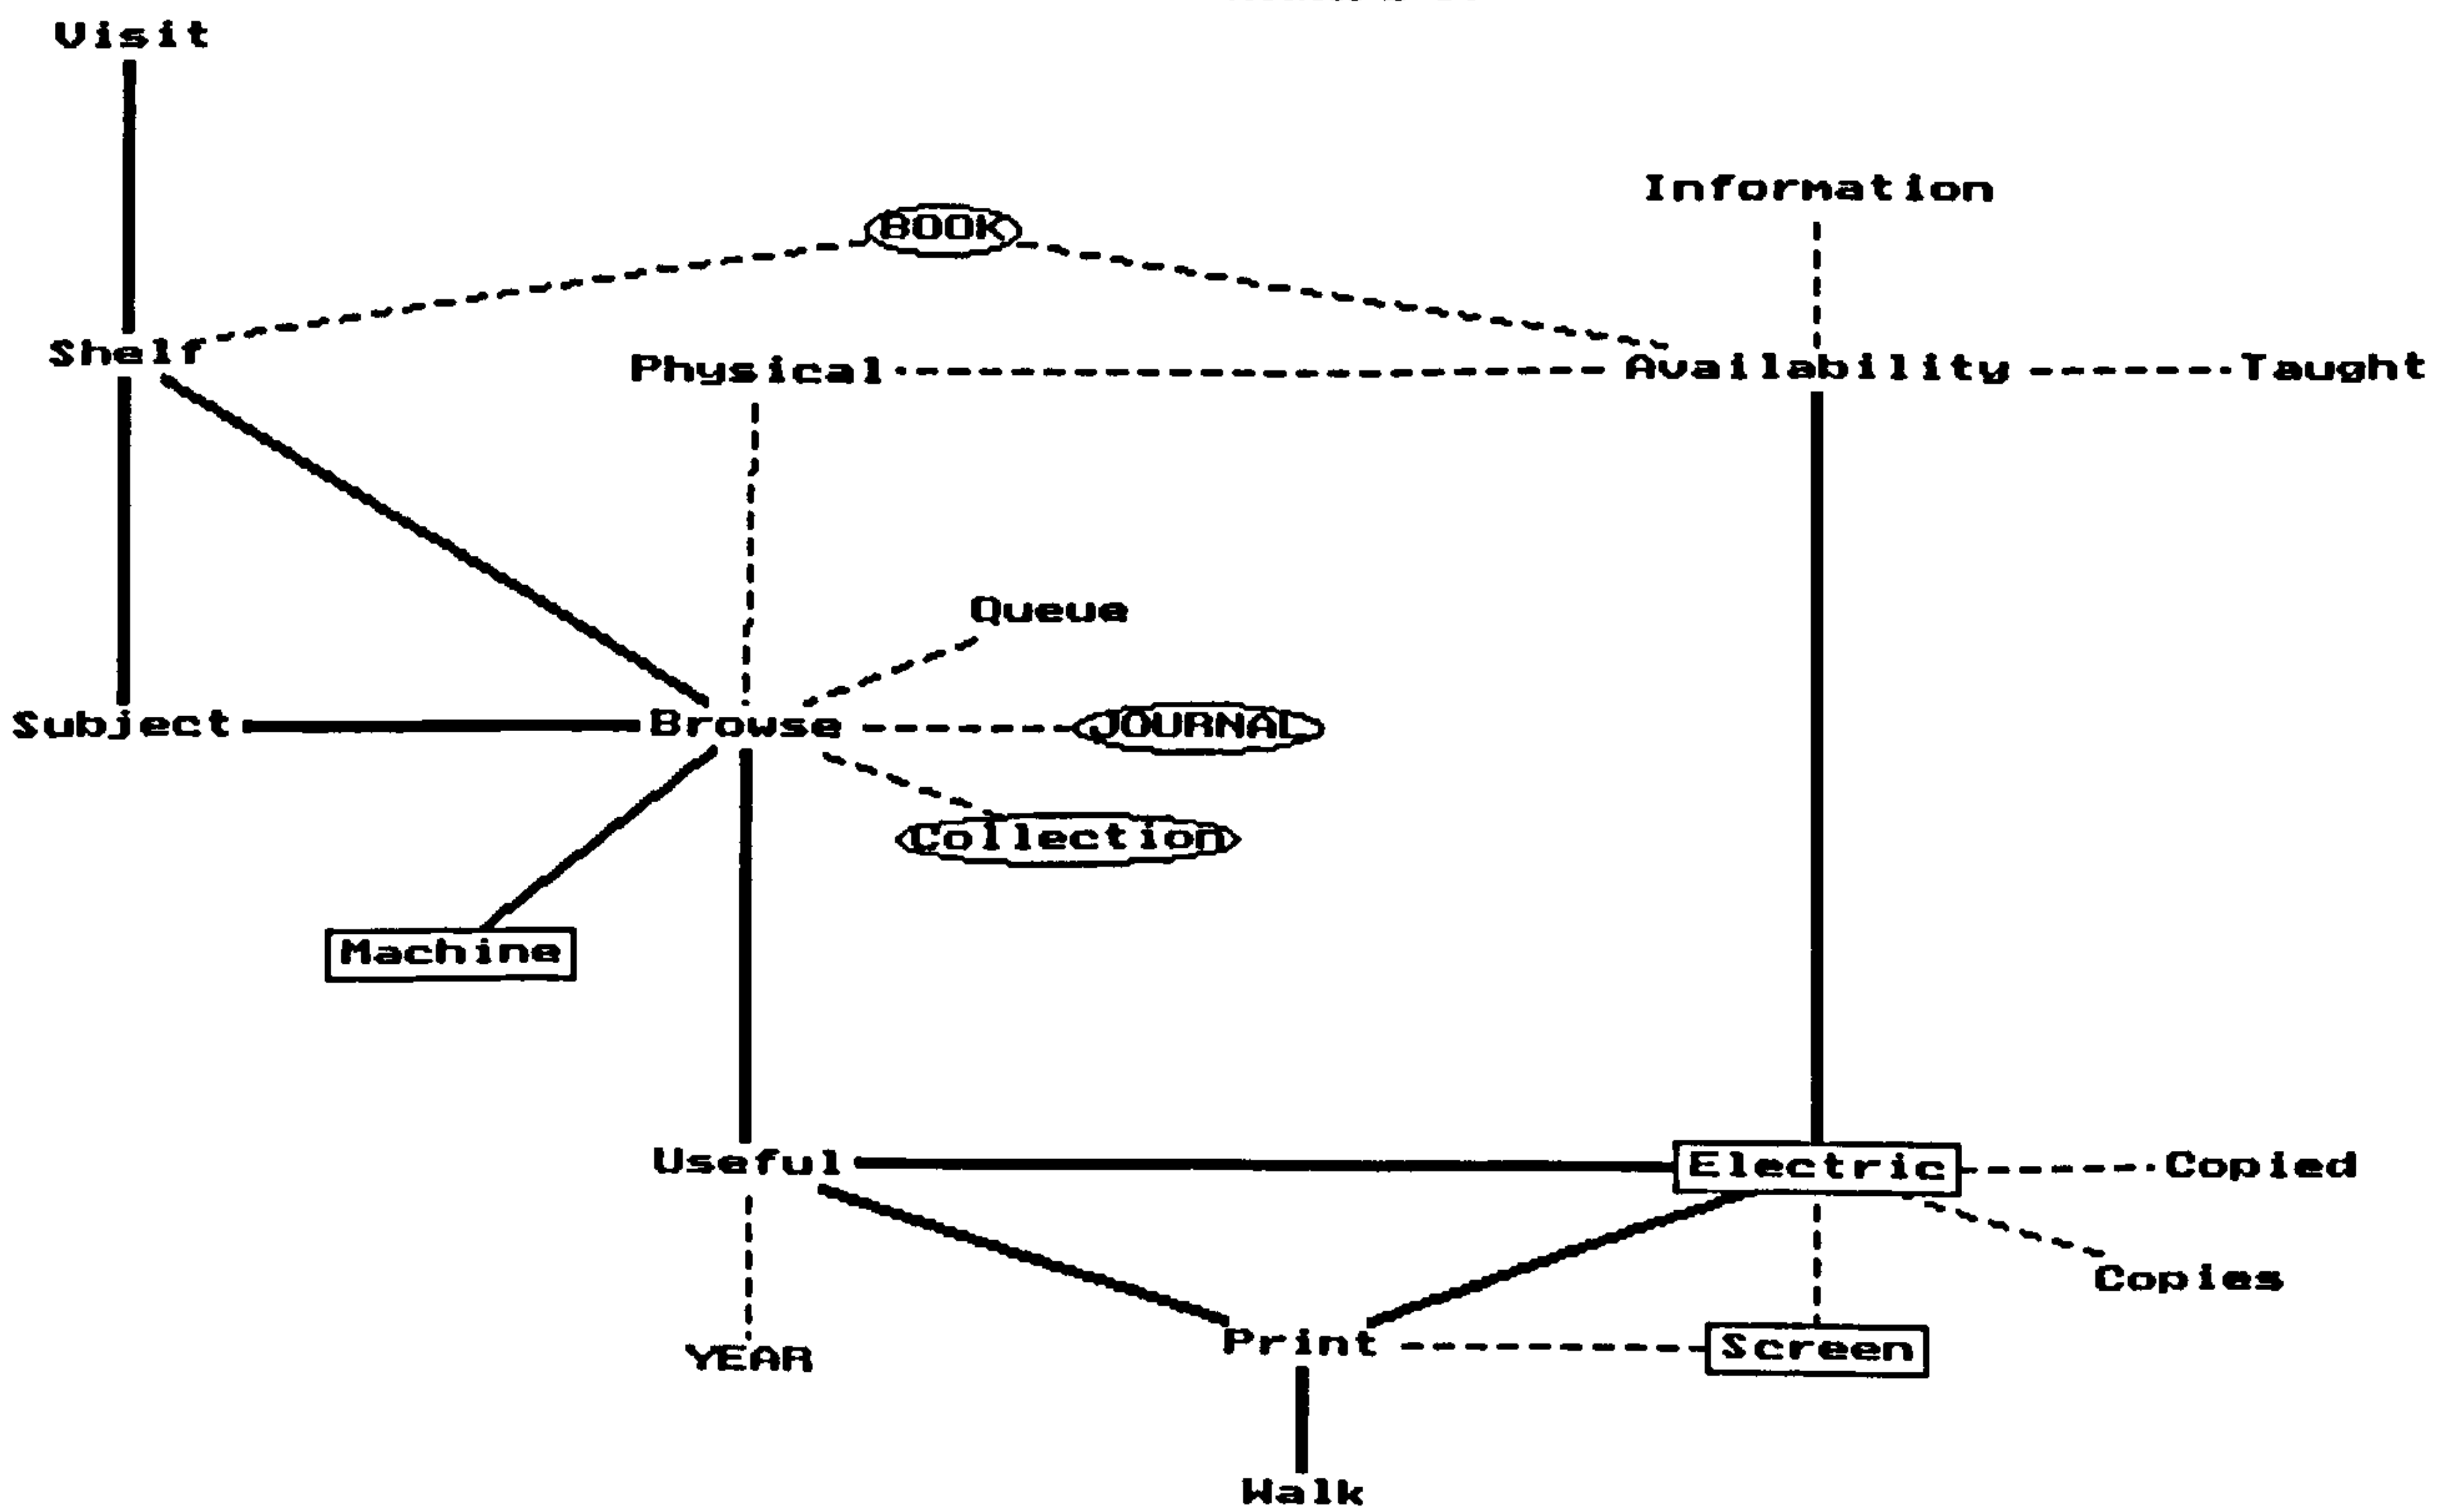 Visit
Information
BOOK
Shelf
Physical
Availability
Taught
Queue
Subject
Browse
JOURNAL
Collection
Machine
Useful
Electric
Copied
Copies
YEAR
Print
Screen
Walk